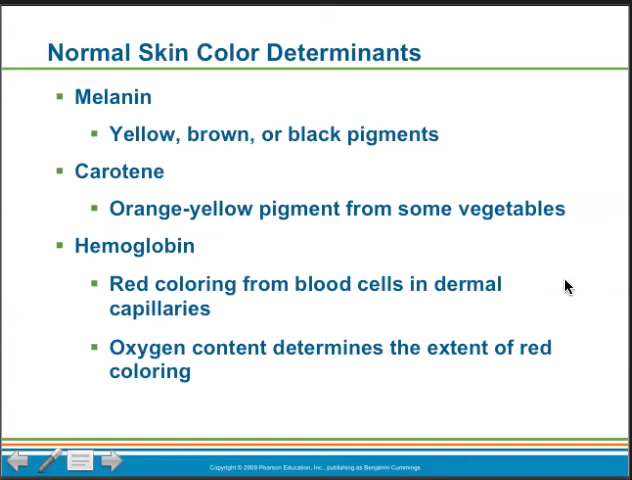 Normal Skin Color Determinants
▪ Melanin
▪ Yellow, brown, or black pigments
▪ Carotene
▪ Orange-yellow pigment from some vegetables
▪ Hemoglobin
▪ Red coloring from blood cells in dermal
capillaries
▪ Oxygen content determines the extent of red
coloring
Copyright © 2009 Pearson Education, Inc., publishing as Benjamin Cummings